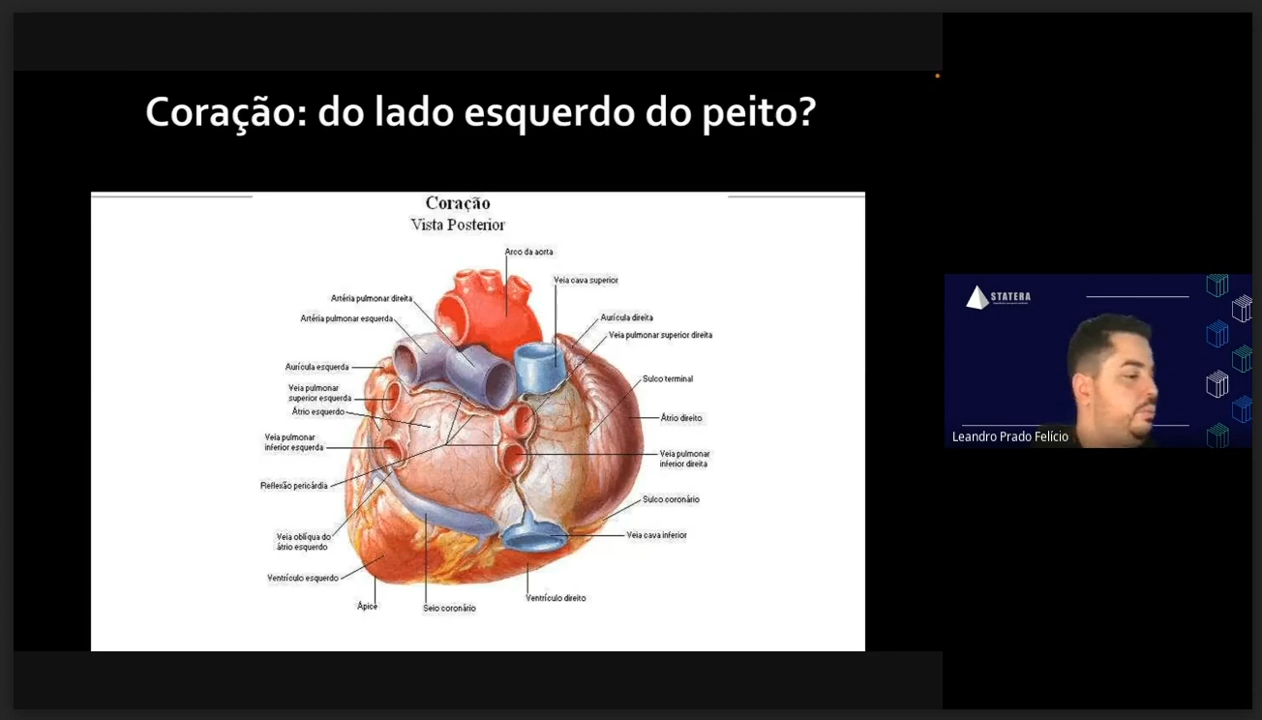 Coração: do lado esquerdo do peito?
Coração
Vista Posterior
Arco da aorta
Veia cava superior
Artéria pulmonar direita
Artéria pulmonar esquerda
Aurícula direita
Veia pulmonar superior direita
Aurícula esquerda
Veia pulmonar
superior esquerda
Átrio esquerdo
Sulco terminal
Átrio direito
Veia pulmonar
inferior esquerda
Veia pulmonar
inferior direita
Reflexão pericárdia
Sulco coronário
Veia oblíqua do
átrio esquerdo
Veia cava inferior
Ventrículo esquerdo
Ventrículo direito
Ápice
Seio coronário
STATERA
Leandro Prado Felício